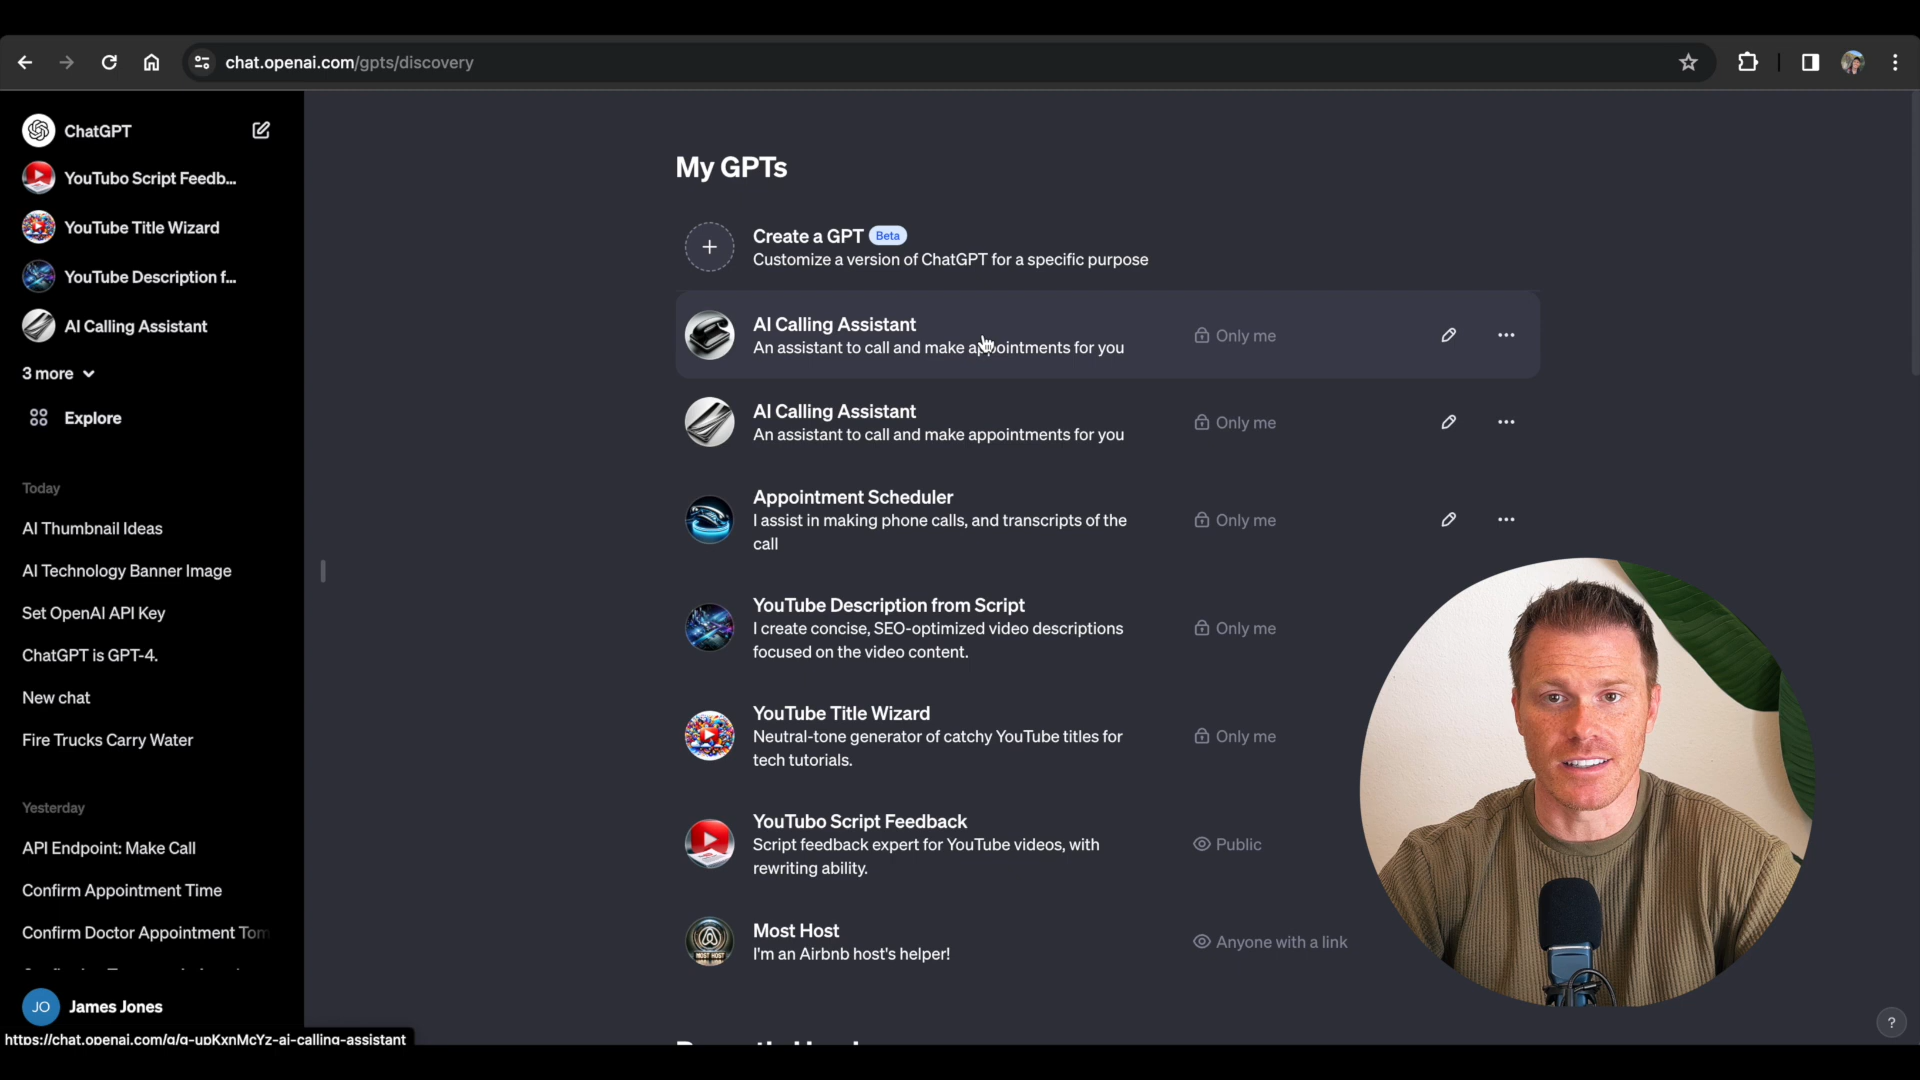 chat.openai.com/gpts/discovery
ChatGPT
YouTubo Script Feedb...
YouTube Title Wizard
YouTube Description f...
AI Calling Assistant
3 more
Explore
Today
AI Thumbnail Ideas
AI Technology Banner Image
Set OpenAI API Key
ChatGPT is GPT-4.
New chat
Fire Trucks Carry Water
Yesterday
API Endpoint: Make Call
Confirm Appointment Time
Confirm Doctor Appointment Tom
JO James Jones
https://chat.openai.com/g/g-upKxnMcYz-ai-calling-assistant
My GPTs
Create a GPT Beta
Customize a version of ChatGPT for a specific purpose
AI Calling Assistant
An assistant to call and make appointments for you
Only me
AI Calling Assistant
An assistant to call and make appointments for you
Only me
Appointment Scheduler
I assist in making phone calls, and transcripts of the
call
Only me
YouTube Description from Script
I create concise, SEO-optimized video descriptions
focused on the video content.
Only me
YouTube Title Wizard
Neutral-tone generator of catchy YouTube titles for
tech tutorials.
Only me
YouTubo Script Feedback
Script feedback expert for YouTube videos, with
rewriting ability.
Public
MOST HOST
Most Host
I'm an Airbnb host's helper!
Anyone with a link
?